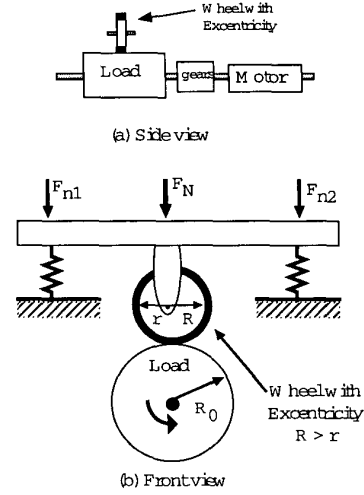 Wheel with
Excentricity
Load
gears
Motor
(a) Side view
Fn1
FN
Fn2
r
R
Load
R0
Wheel with
Excentricity
R > r
(b) Front view